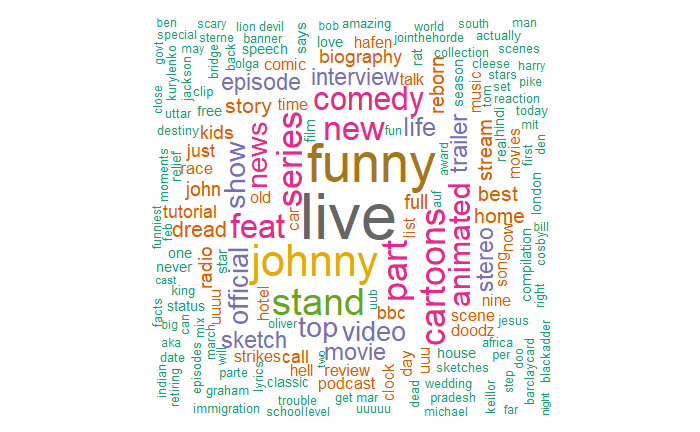 ben scary lion devil bob amazing world south man
special sterne banner love jointhehorde actually
govt may bridge back speech says hafen rat collection scenes
kurylenko olga comic biography cleese harry
close jackson clip episode interview talk reborn season stars pike
uttar free story time comedy music tom set reaction
destiny kids news series film new fun life trailer real hindi today
moments relief just show funny award stream movies first mit den
race john old live full cartoons animated best london
funniest feb tutorial dread feat car list auf part home
one radio star johnny stereo now song compilation cosby bill
never cast king official hotel stand uub bbc nine right
facts status uuuu top video scene jesus
big can mix march sketch oliver movie doodz
aka will strikes call two clock day uuu house africa blackadder
indian date episodes parte lyrics hell review sketches per doo barclaycard
retiring graham classic podcast dead wedding step
trouble get mar pradesh keillor night
immigration school level uuuuu michael far